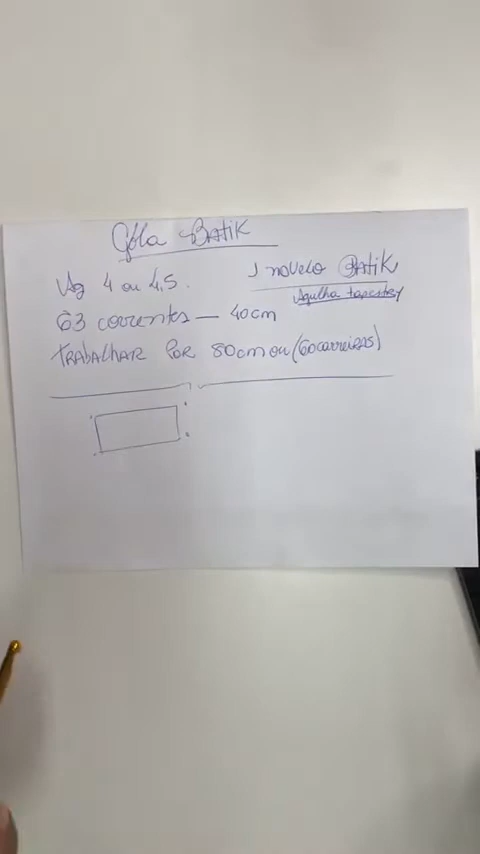 Gola Batik
Ag 4 ou 4,5.
1 novelo Batik
Agulha tapestry
63 correntes — 40cm
TRABALHAR POR 80cm ou (60 carreiras)